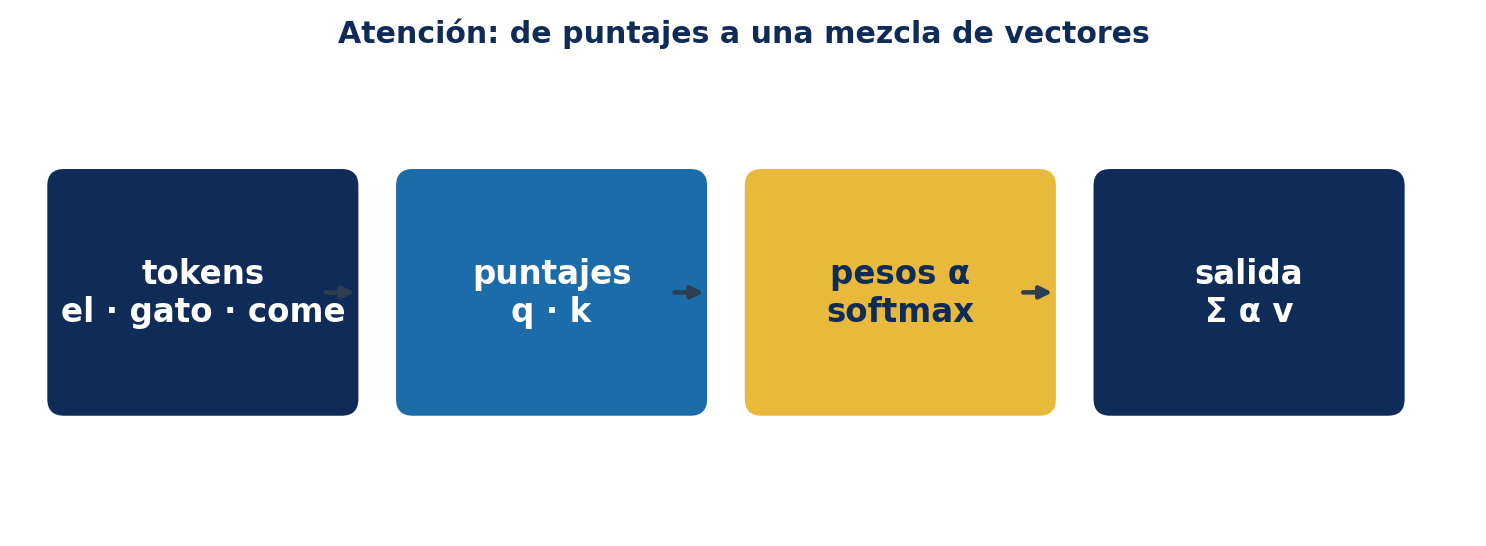 Atención: de puntajes a una mezcla de vectores
tokens
el · gato · come
puntajes
q · k
pesos α
softmax
salida
Σ α v